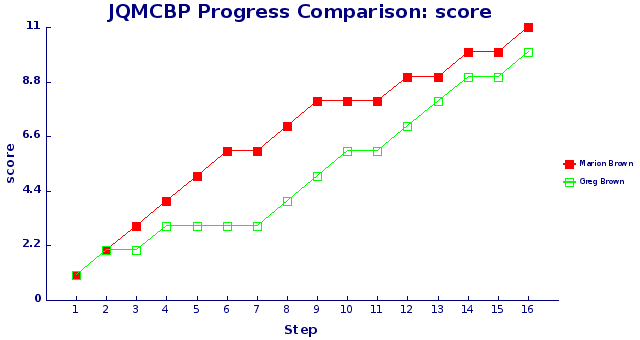 JQMCBP Progress Comparison: score
11
8.8
6.6
4.4
2.2
0
score
1 2 3 4 5 6 7 8 9 10 11 12 13 14 15 16
Step
Marion Brown
Greg Brown